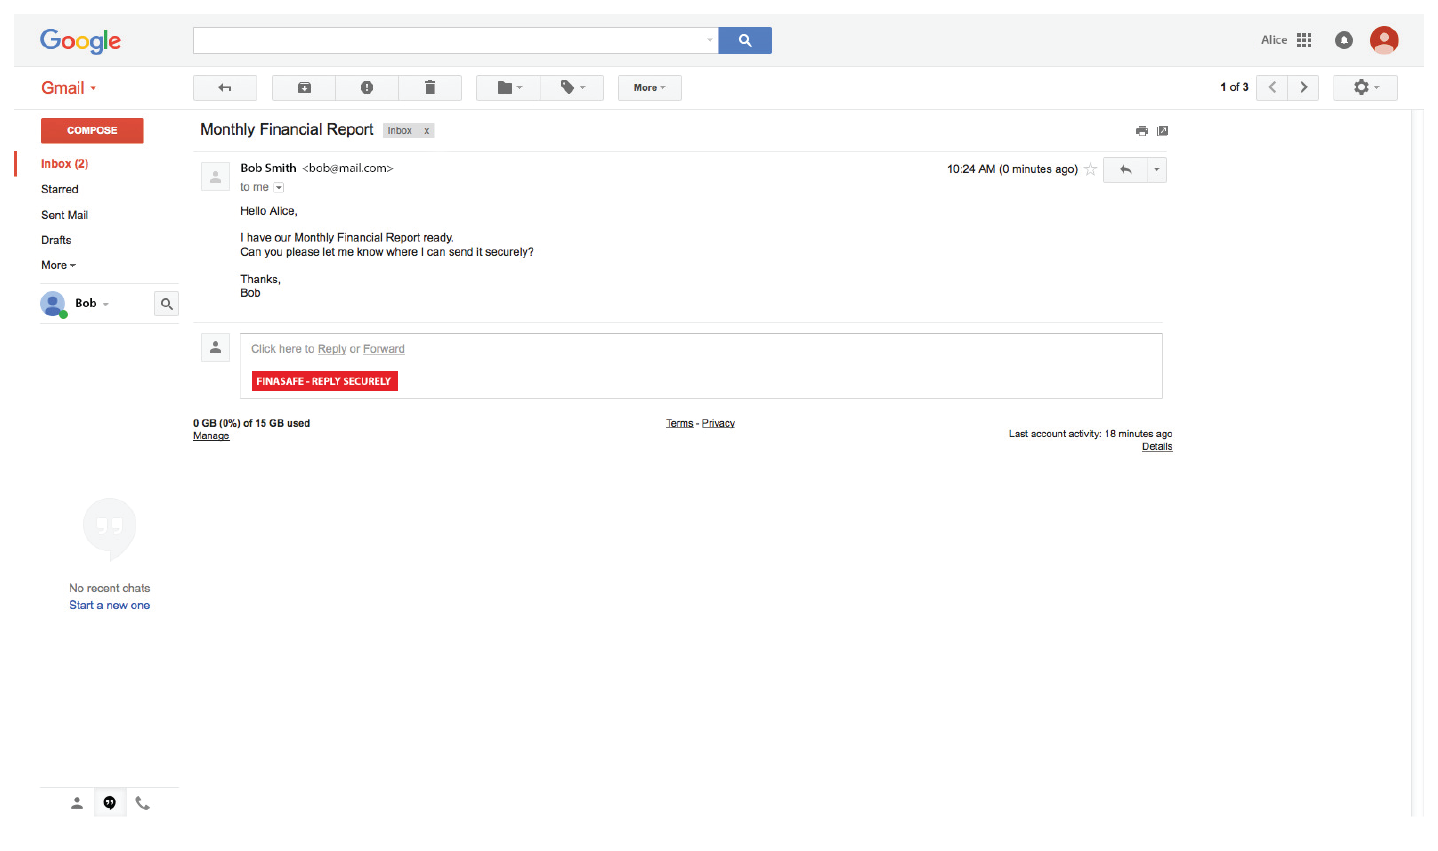 Google
Alice
Gmail
More
1 of 3
COMPOSE
Monthly Financial Report
Inbox x
Inbox (2)
Bob Smith <bob@mail.com>
10:24 AM (0 minutes ago)
to me
Starred
Sent Mail
Drafts
More
Bob
Hello Alice,
I have our Monthly Financial Report ready.
Can you please let me know where I can send it securely?
Thanks,
Bob
Click here to Reply or Forward
FINASAFE - REPLY SECURELY
0 GB (0%) of 15 GB used
Manage
Terms - Privacy
Last account activity: 18 minutes ago
Details
No recent chats
Start a new one